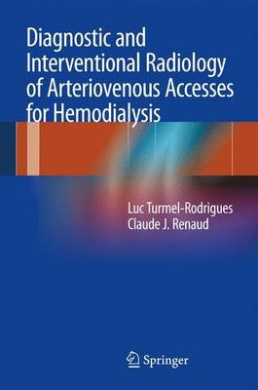 Diagnostic and
Interventional Radiology
of Arteriovenous Accesses
for Hemodialysis
Luc Turmel-Rodrigues
Claude J. Renaud
Springer